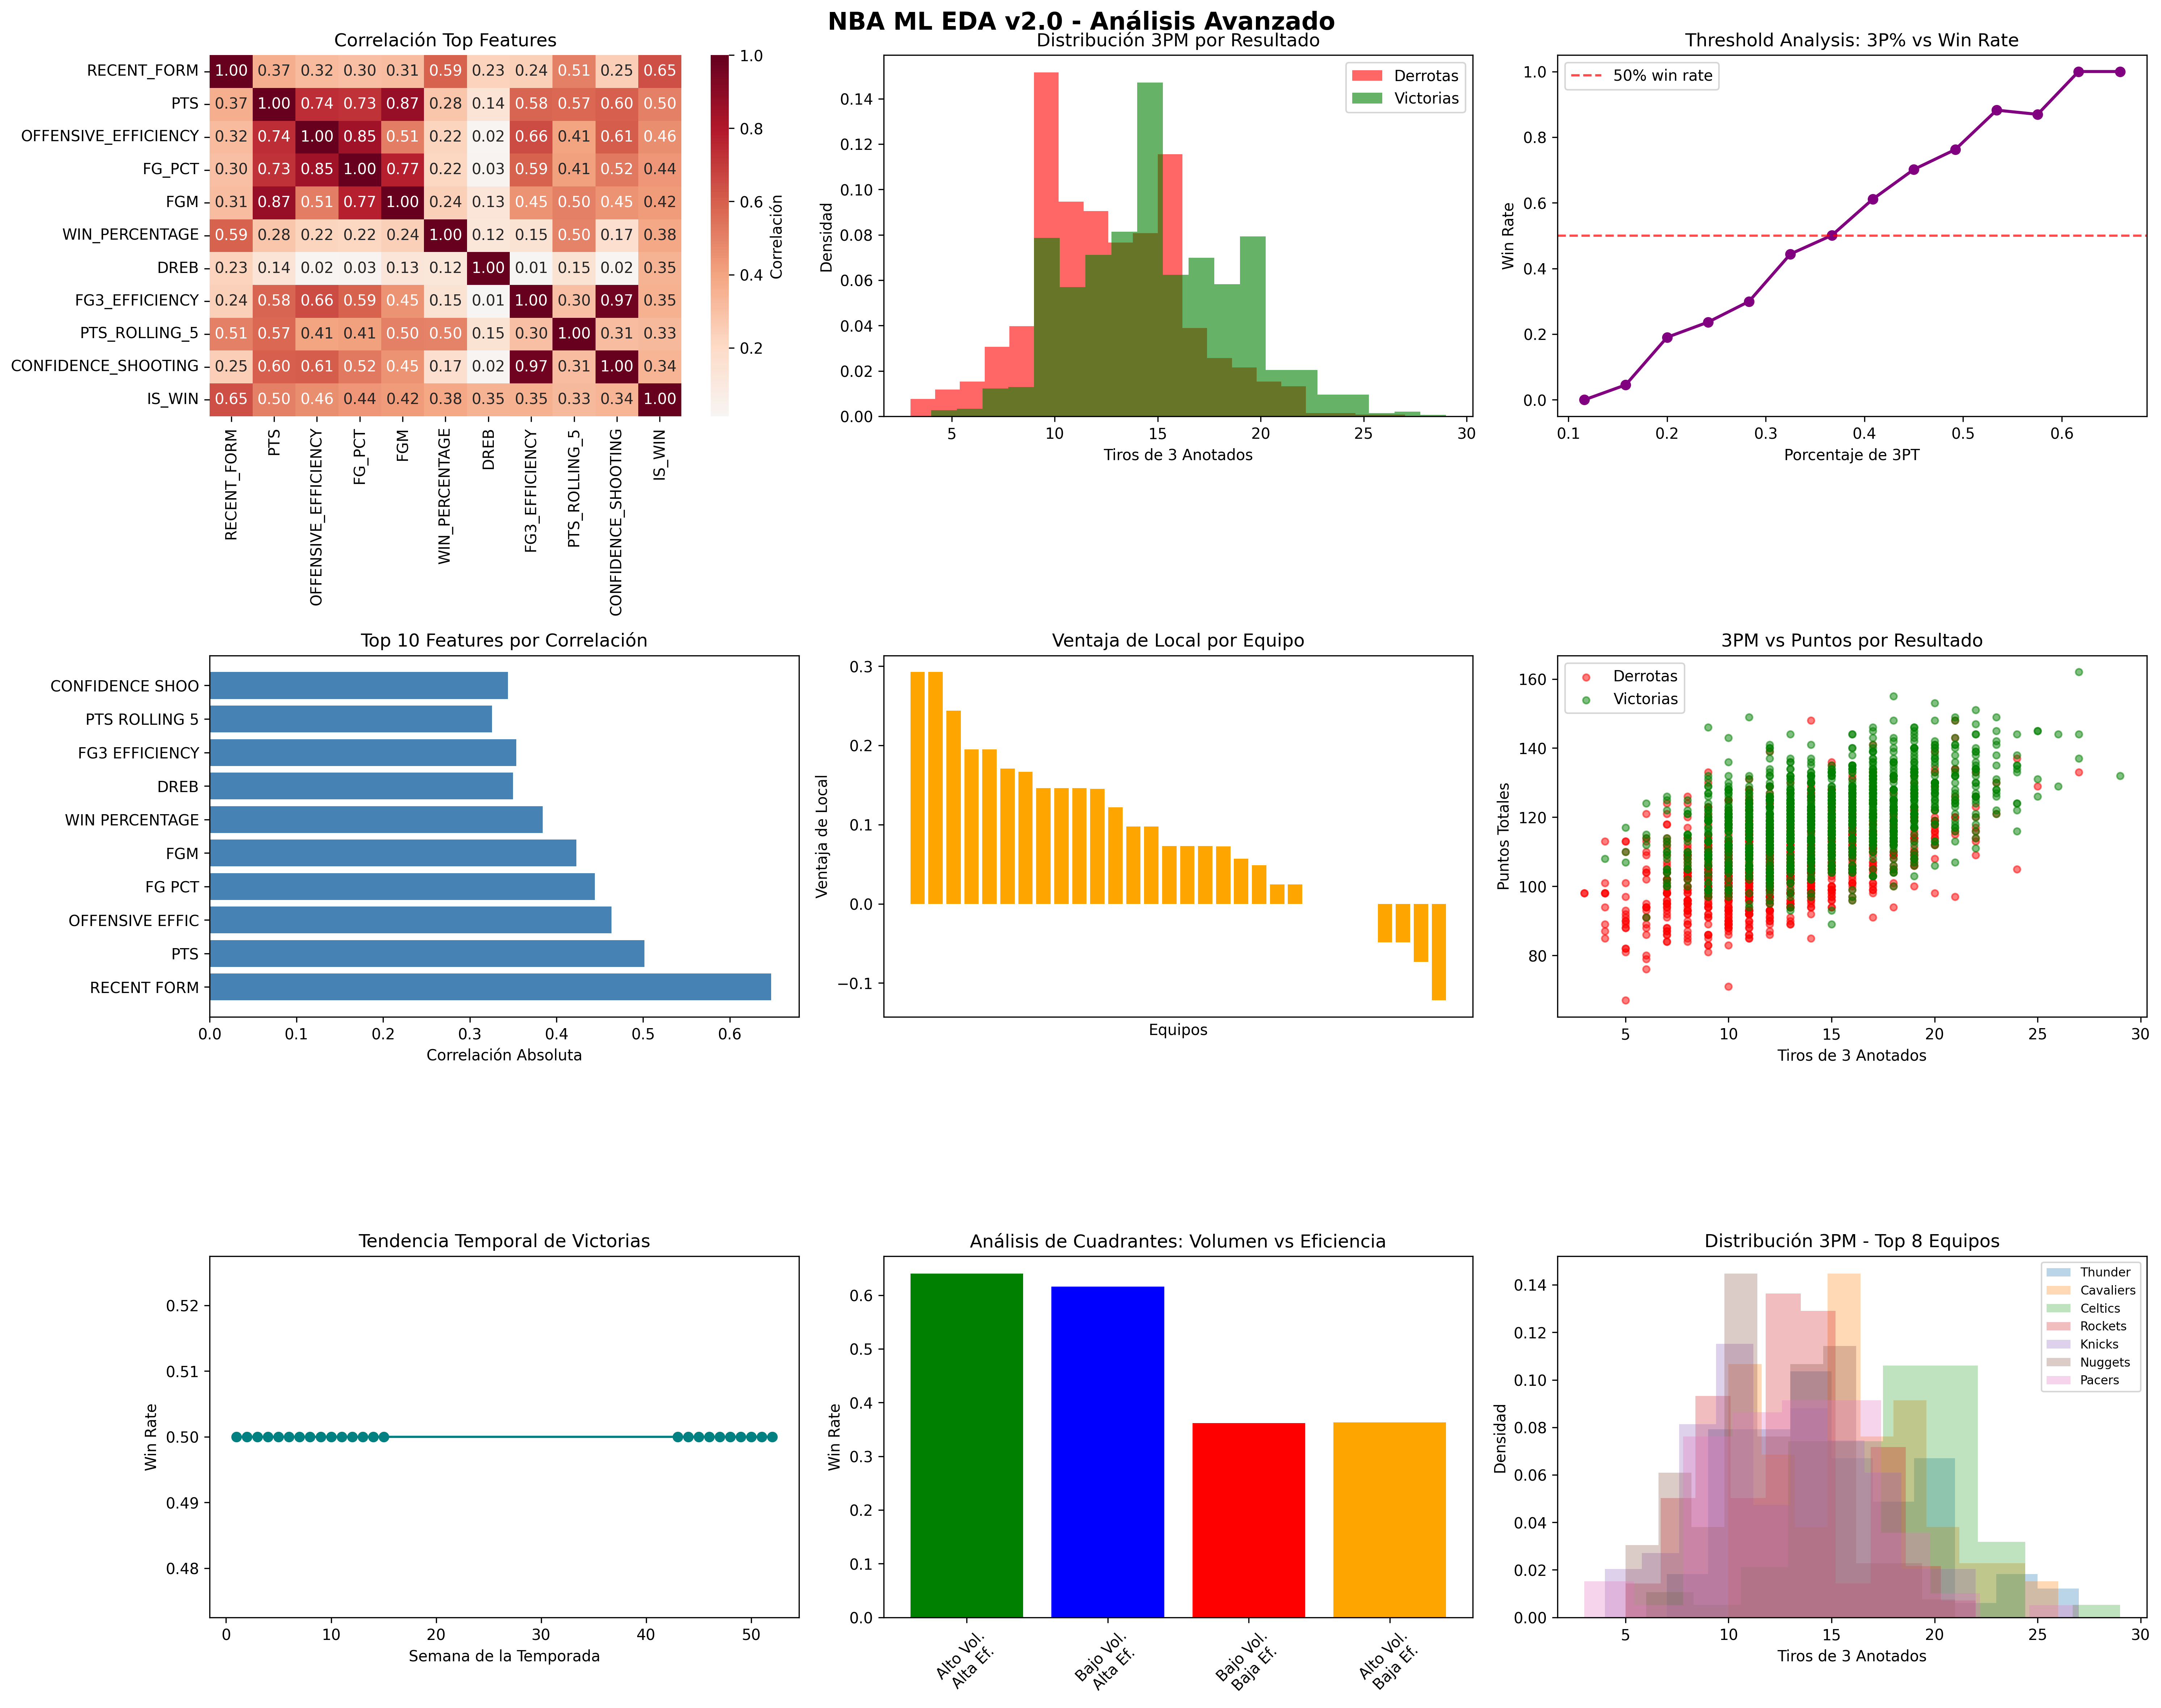 NBA ML EDA v2.0 - Análisis Avanzado
Correlación Top Features
RECENT_FORM
PTS
OFFENSIVE_EFFICIENCY
FG_PCT
FGM
WIN_PERCENTAGE
DREB
FG3_EFFICIENCY
PTS_ROLLING_5
CONFIDENCE_SHOOTING
IS_WIN
1.00 0.37 0.32 0.30 0.31 0.59 0.23 0.24 0.51 0.25 0.65
0.37 1.00 0.74 0.73 0.87 0.28 0.14 0.58 0.57 0.60 0.50
0.32 0.74 1.00 0.85 0.51 0.22 0.02 0.66 0.41 0.61 0.46
0.30 0.73 0.85 1.00 0.77 0.22 0.03 0.59 0.41 0.52 0.44
0.31 0.87 0.51 0.77 1.00 0.24 0.13 0.45 0.50 0.45 0.42
0.59 0.28 0.22 0.22 0.24 1.00 0.12 0.15 0.50 0.17 0.38
0.23 0.14 0.02 0.03 0.13 0.12 1.00 0.01 0.15 0.02 0.35
0.24 0.58 0.66 0.59 0.45 0.15 0.01 1.00 0.30 0.97 0.35
0.51 0.57 0.41 0.41 0.50 0.50 0.15 0.30 1.00 0.31 0.33
0.25 0.60 0.61 0.52 0.45 0.17 0.02 0.97 0.31 1.00 0.34
0.65 0.50 0.46 0.44 0.42 0.38 0.35 0.35 0.33 0.34 1.00
RECENT_FORM
PTS
OFFENSIVE_EFFICIENCY
FG_PCT
FGM
WIN_PERCENTAGE
DREB
FG3_EFFICIENCY
PTS_ROLLING_5
CONFIDENCE_SHOOTING
IS_WIN
1.0
0.8
0.6
0.4
0.2
Correlación
Distribución 3PM por Resultado
Derrotas
Victorias
Densidad
0.14
0.12
0.10
0.08
0.06
0.04
0.02
0.00
5 10 15 20 25 30
Tiros de 3 Anotados
Threshold Analysis: 3P% vs Win Rate
50% win rate
Win Rate
1.0
0.8
0.6
0.4
0.2
0.0
0.1 0.2 0.3 0.4 0.5 0.6
Porcentaje de 3PT
Top 10 Features por Correlación
CONFIDENCE SHOO
PTS ROLLING 5
FG3 EFFICIENCY
DREB
WIN PERCENTAGE
FGM
FG PCT
OFFENSIVE EFFIC
PTS
RECENT FORM
0.0 0.1 0.2 0.3 0.4 0.5 0.6
Correlación Absoluta
Ventaja de Local por Equipo
Ventaja de Local
0.3
0.2
0.1
0.0
−0.1
Equipos
3PM vs Puntos por Resultado
Derrotas
Victorias
Puntos Totales
160
140
120
100
80
5 10 15 20 25 30
Tiros de 3 Anotados
Tendencia Temporal de Victorias
Win Rate
0.52
0.51
0.50
0.49
0.48
0 10 20 30 40 50
Semana de la Temporada
Análisis de Cuadrantes: Volumen vs Eficiencia
Win Rate
0.6
0.5
0.4
0.3
0.2
0.1
0.0
Alto Vol.
Alta Ef.
Bajo Vol.
Alta Ef.
Bajo Vol.
Baja Ef.
Alto Vol.
Baja Ef.
Distribución 3PM - Top 8 Equipos
Thunder
Cavaliers
Celtics
Rockets
Knicks
Nuggets
Pacers
Densidad
0.14
0.12
0.10
0.08
0.06
0.04
0.02
0.00
5 10 15 20 25 30
Tiros de 3 Anotados